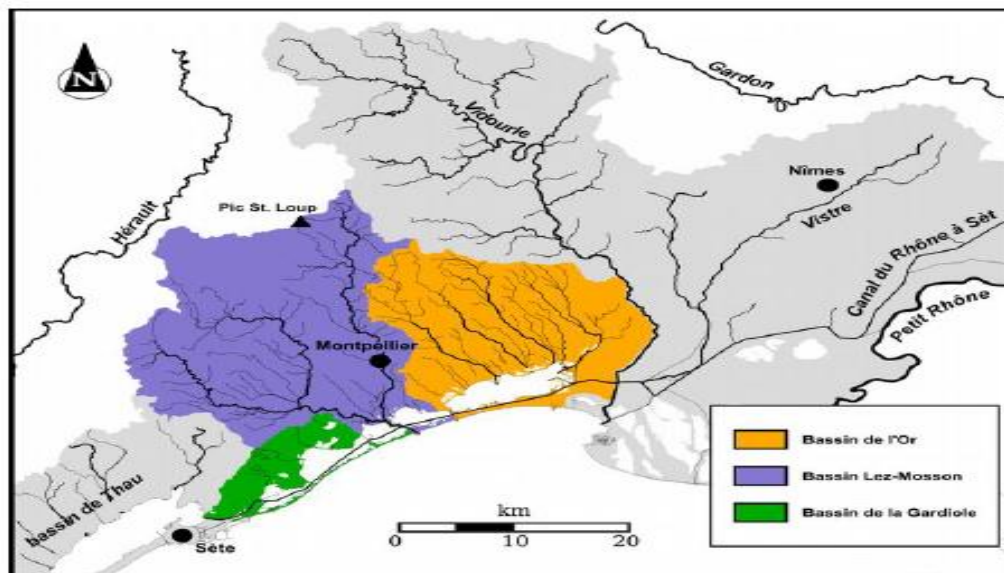 N
Gardon
Vidourle
Nîmes
Pic St. Loup
Vistre
Hérault
Canal du Rhône à Sèt
Petit Rhône
Montpellier
Bassin de l'Or
Bassin Lez-Mosson
Bassin de la Gardiole
bassin de Thau
km
0 10 20
Sète